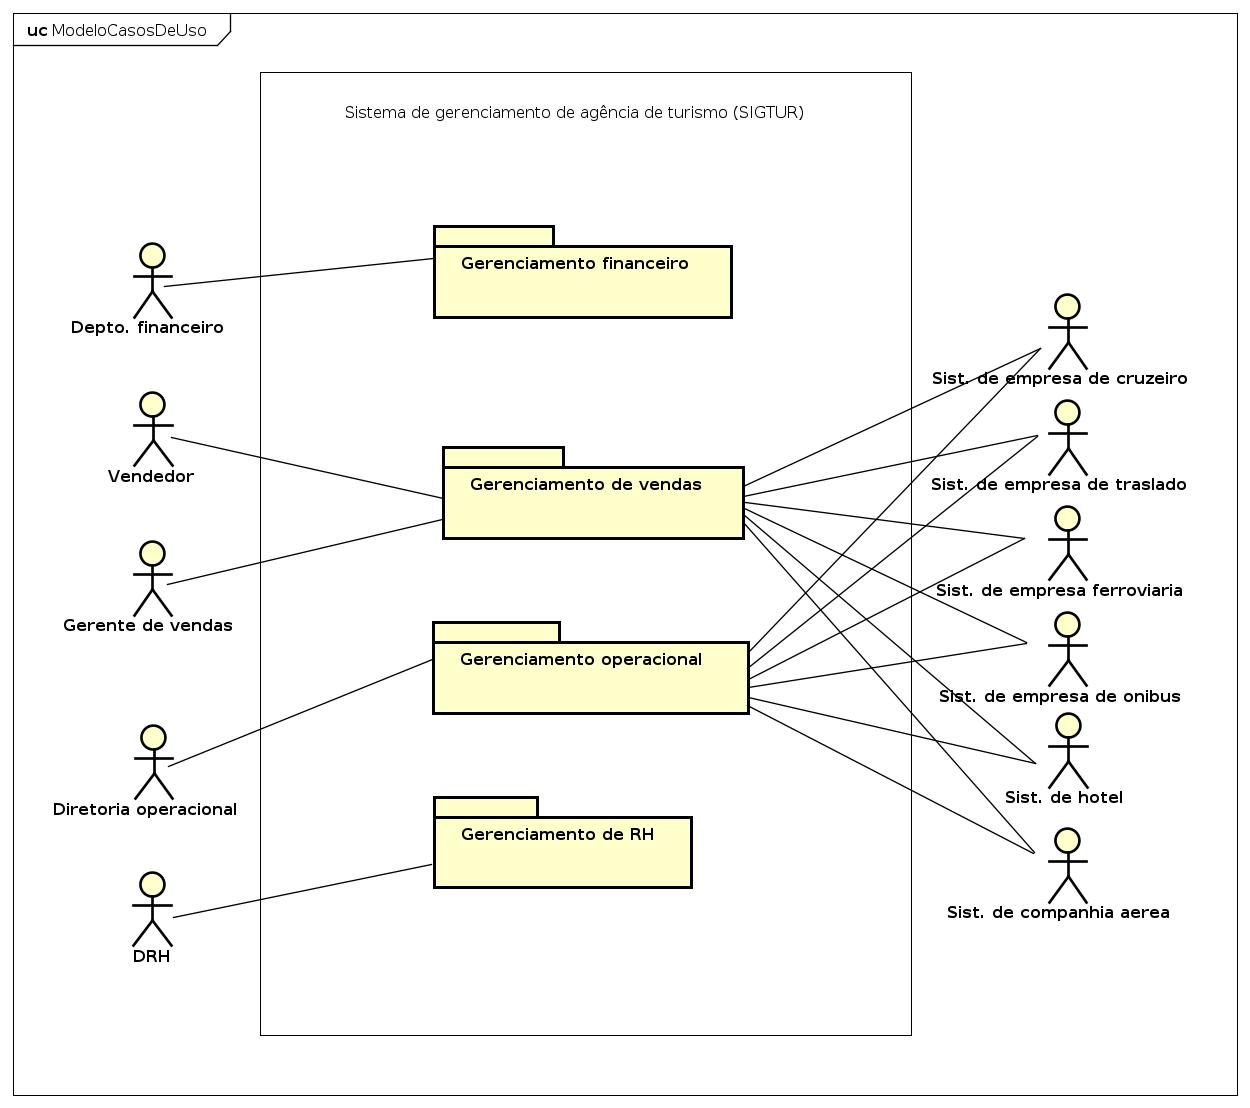 uc ModeloCasosDeUso
Sistema de gerenciamento de agência de turismo (SIGTUR)
Gerenciamento financeiro
Depto. financeiro
Sist. de empresa de cruzeiro
Vendedor
Gerenciamento de vendas
Sist. de empresa de traslado
Sist. de empresa ferroviaria
Gerente de vendas
Gerenciamento operacional
Sist. de empresa de onibus
Sist. de hotel
Diretoria operacional
Gerenciamento de RH
Sist. de companhia aerea
DRH